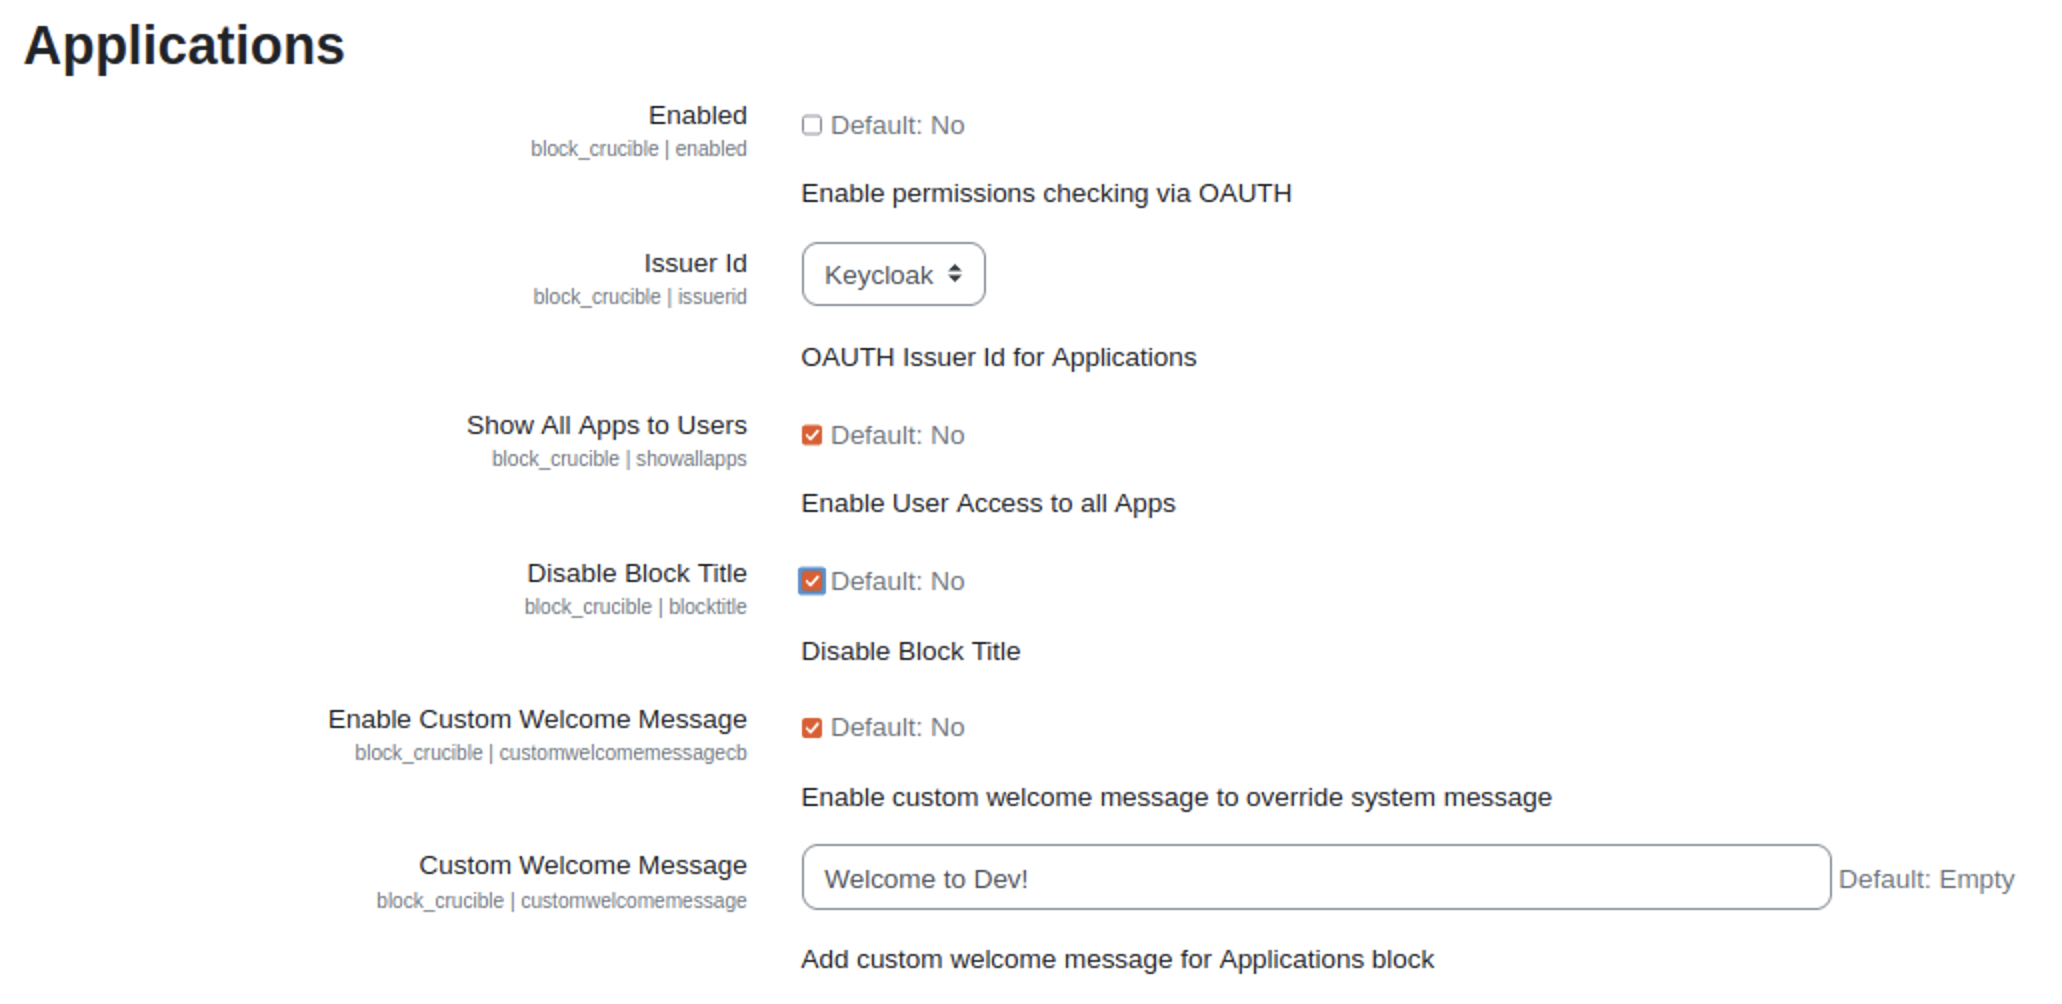 Applications
Enabled
block_crucible | enabled
Default: No
Enable permissions checking via OAUTH
Issuer Id
block_crucible | issuerid
Keycloak
OAUTH Issuer Id for Applications
Show All Apps to Users
block_crucible | showallapps
Default: No
Enable User Access to all Apps
Disable Block Title
block_crucible | blocktitle
Default: No
Disable Block Title
Enable Custom Welcome Message
block_crucible | customwelcomemessagecb
Default: No
Enable custom welcome message to override system message
Custom Welcome Message
block_crucible | customwelcomemessage
Welcome to Dev!
Default: Empty
Add custom welcome message for Applications block